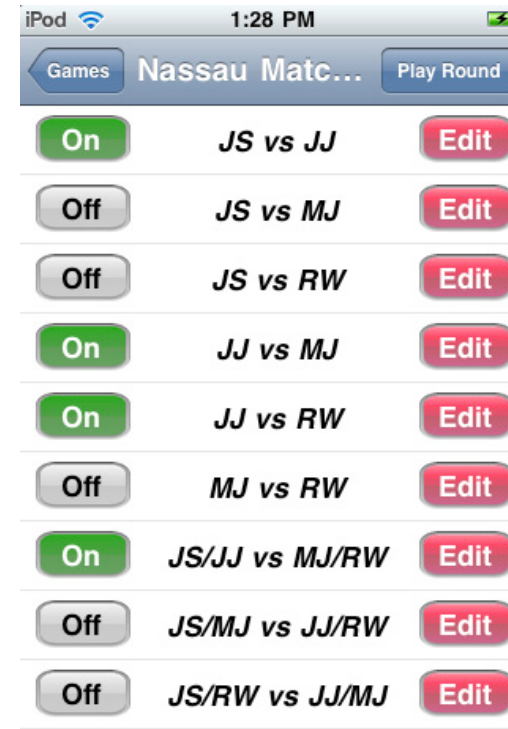 iPod 1:28 PM
Games Nassau Matc... Play Round
On JS vs JJ Edit
Off JS vs MJ Edit
Off JS vs RW Edit
On JJ vs MJ Edit
On JJ vs RW Edit
Off MJ vs RW Edit
On JS/JJ vs MJ/RW Edit
Off JS/MJ vs JJ/RW Edit
Off JS/RW vs JJ/MJ Edit